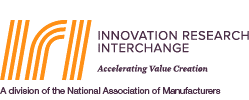 INNOVATION RESEARCH
INTERCHANGE
Accelerating Value Creation
A division of the National Association of Manufacturers